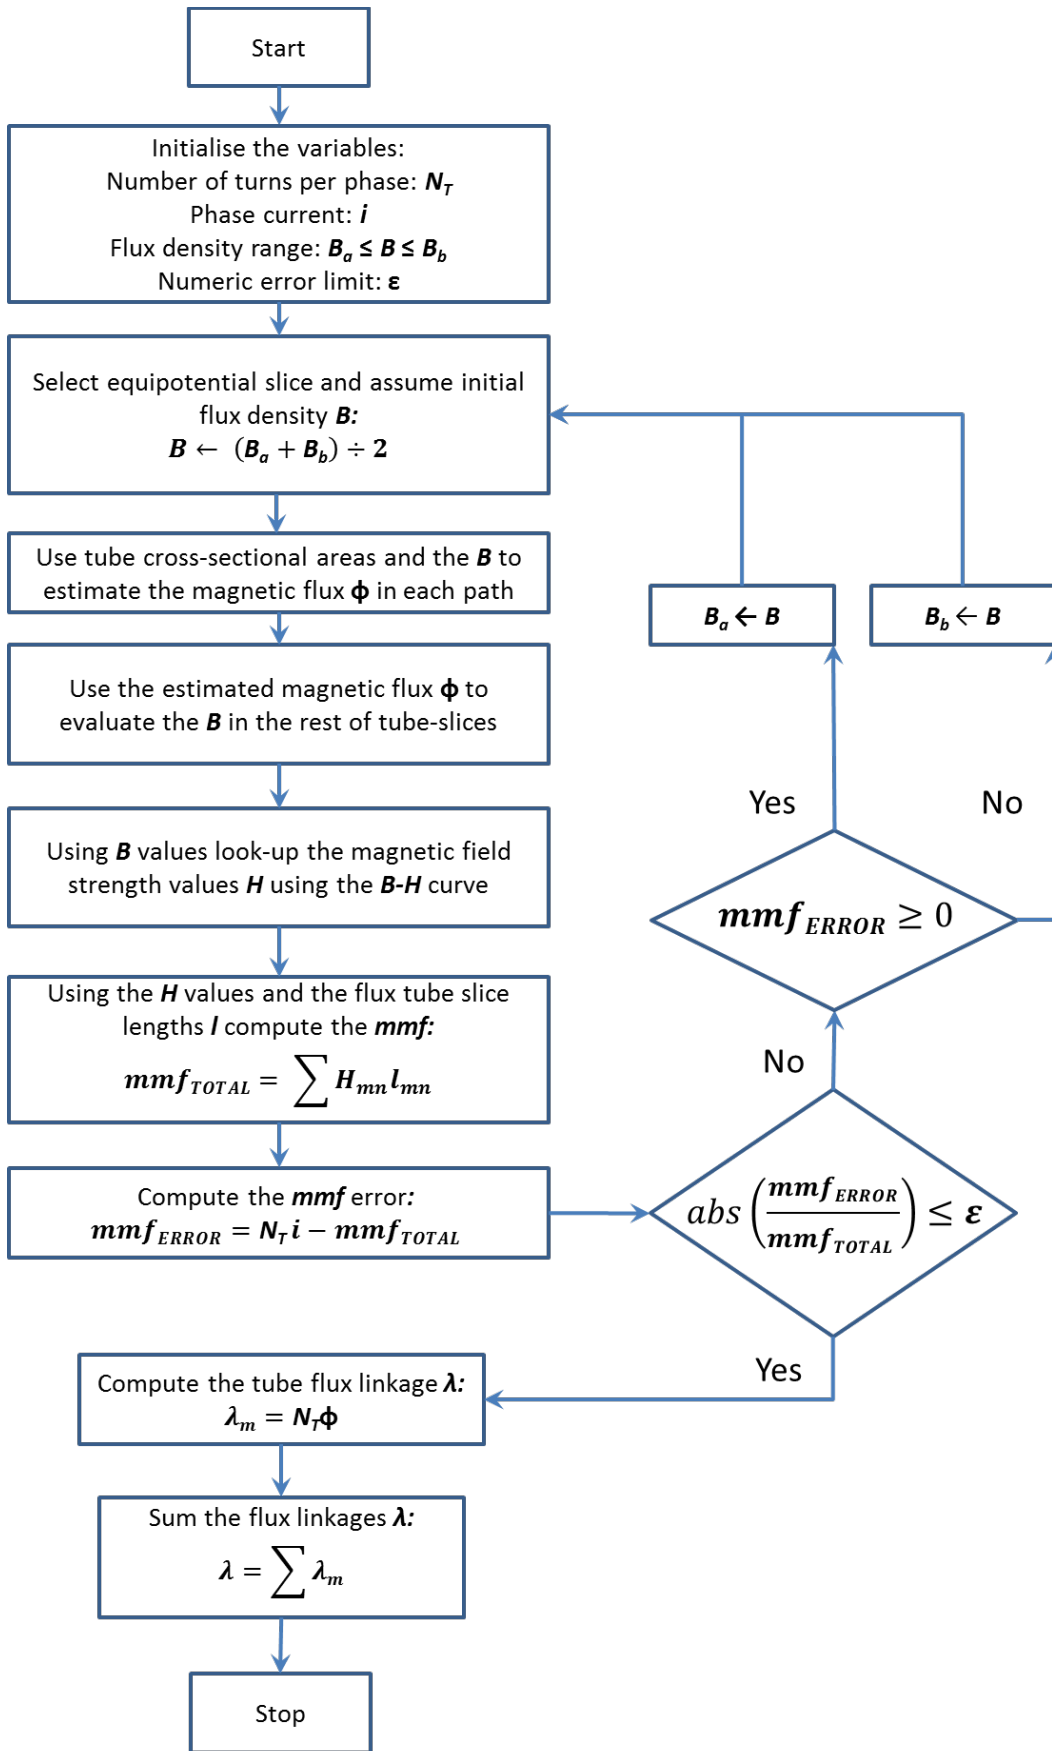 Start
Initialise the variables:
Number of turns per phase: N_T
Phase current: i
Flux density range: B_a ≤ B ≤ B_b
Numeric error limit: ε
Select equipotential slice and assume initial
flux density B:
B ← (B_a + B_b) ÷ 2
Use tube cross-sectional areas and the B to
estimate the magnetic flux ϕ in each path
Use the estimated magnetic flux ϕ to
evaluate the B in the rest of tube-slices
Using B values look-up the magnetic field
strength values H using the B-H curve
Using the H values and the flux tube slice
lengths l compute the mmf:
mmf_TOTAL = ∑ H_mn l_mn
Compute the mmf error:
mmf_ERROR = N_T i − mmf_TOTAL
abs(mmf_ERROR / mmf_TOTAL) ≤ ε
No
Yes
mmf_ERROR ≥ 0
Yes
No
B_a ← B
B_b ← B
Compute the tube flux linkage λ:
λ_m = N_T ϕ
Sum the flux linkages λ:
λ = ∑ λ_m
Stop